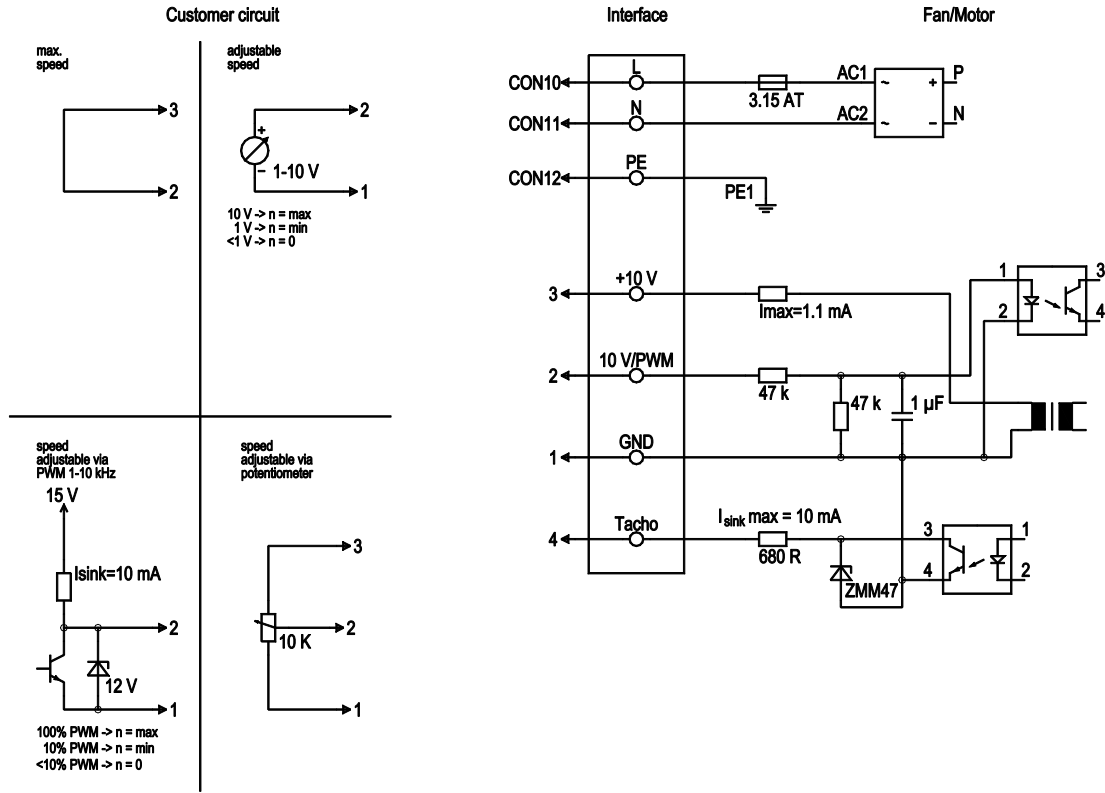 Customer circuit
Interface
Fan/Motor
max.
speed
3
2
adjustable
speed
2
+
−
1-10 V
1
10 V -> n = max
1 V -> n = min
<1 V -> n = 0
speed
adjustable via
PWM 1-10 kHz
15 V
Isink=10 mA
2
12 V
1
100% PWM -> n = max
10% PWM -> n = min
<10% PWM -> n = 0
speed
adjustable via
potentiometer
3
2
10 K
1
CON10
L
3.15 AT
AC1
~
+
P
CON11
N
AC2
~
−
N
CON12
PE
PE1
3
+10 V
Imax=1.1 mA
1
2
3
4
2
10 V/PWM
47 k
47 k
1 µF
1
GND
4
Tacho
Isink max = 10 mA
680 R
ZMM47
3
4
1
2